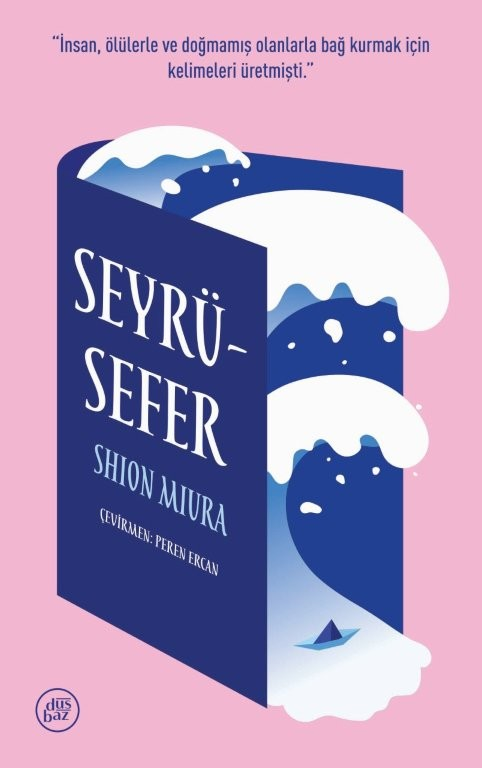 “İnsan, ölülerle ve doğmamış olanlarla bağ kurmak için
kelimeleri üretmişti.”
SEYRÜ-
SEFER
SHION MIURA
ÇEVİRMEN: PEREN ERCAN
düş
baz